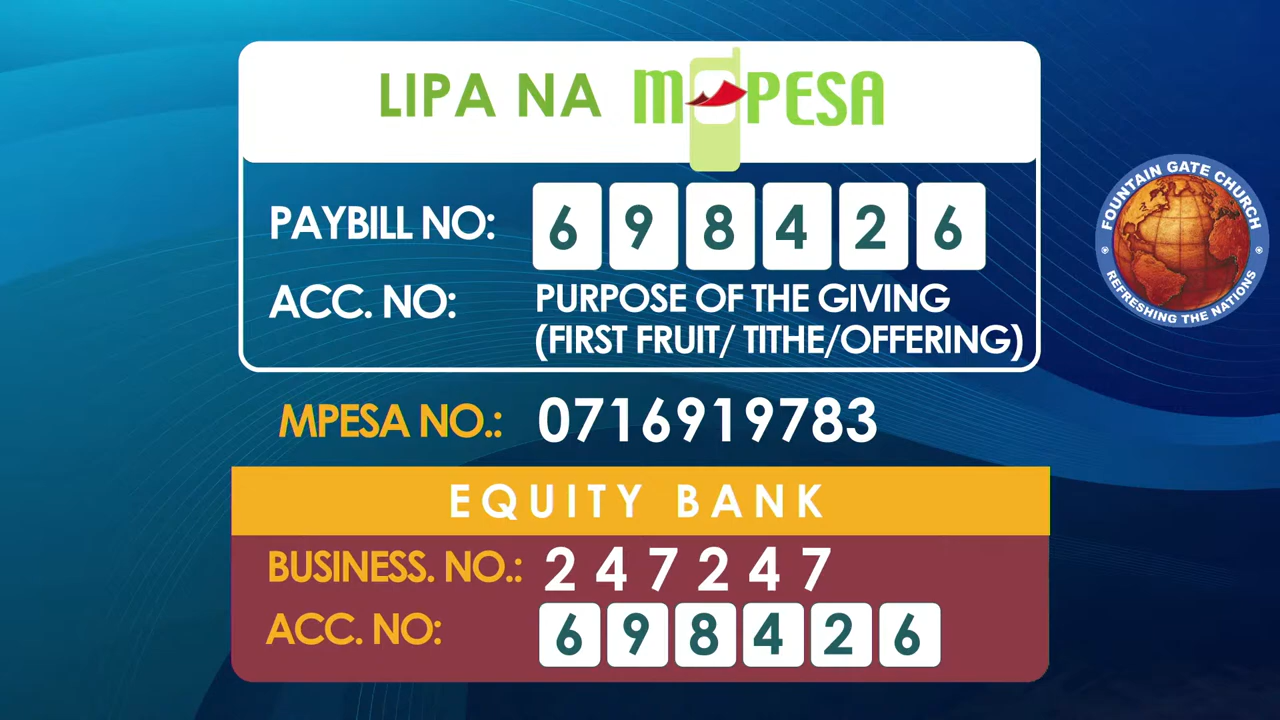 LIPA NA M-PESA
PAYBILL NO: 698426
ACC. NO: PURPOSE OF THE GIVING
(FIRST FRUIT/ TITHE/OFFERING)
FOUNTAIN GATE CHURCH
REFRESHING THE NATIONS
MPESA NO.: 0716919783
EQUITY BANK
BUSINESS. NO.: 247247
ACC. NO: 698426